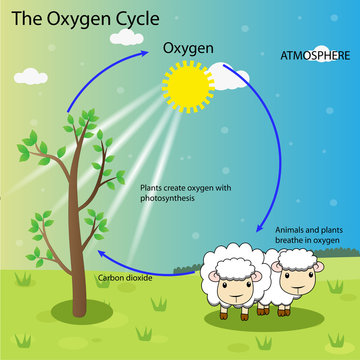 The Oxygen Cycle
Oxygen
ATMOSPHERE
Plants create oxygen with
photosynthesis
Animals and plants
breathe in oxygen
Carbon dioxide